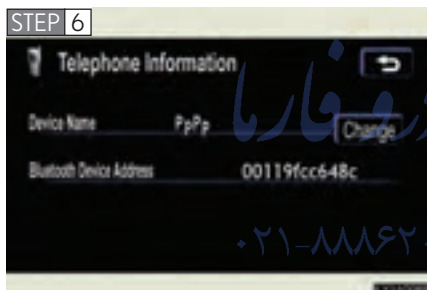 STEP 6
Telephone Information
Device Name PpPp Change
Bluetooth Device Address 00119fcc648c